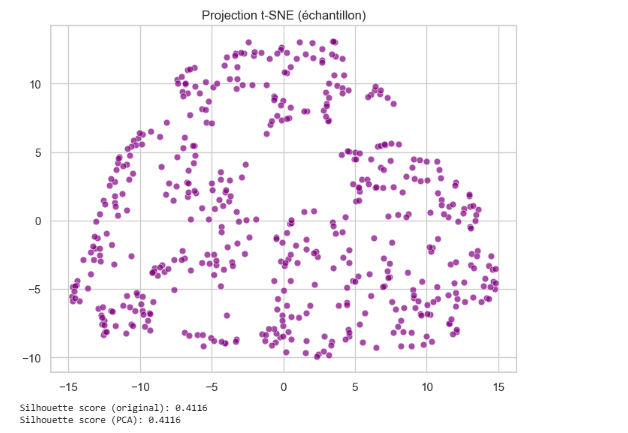 Projection t-SNE (échantillon)
10
5
0
−5
−10
−15 −10 −5 0 5 10 15
Silhouette score (original): 0.4116
Silhouette score (PCA): 0.4116